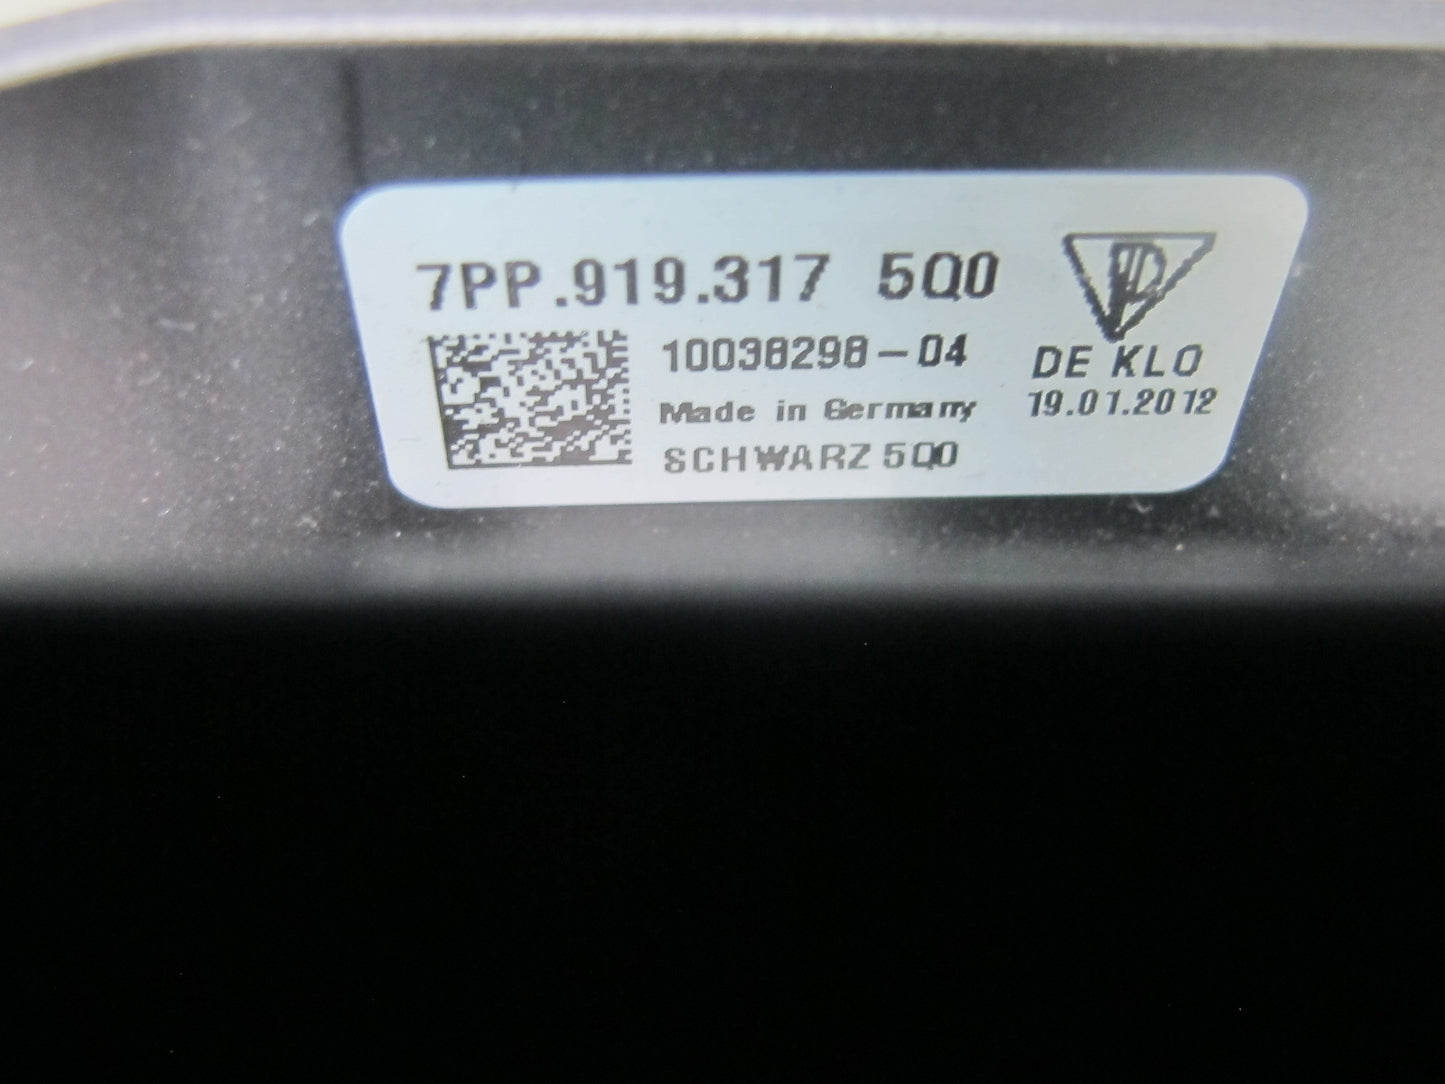 7PP.919.317 5Q0
10038298-04
Made in Germany
SCHWARZ 5Q0
DE KLO
19.01.2012